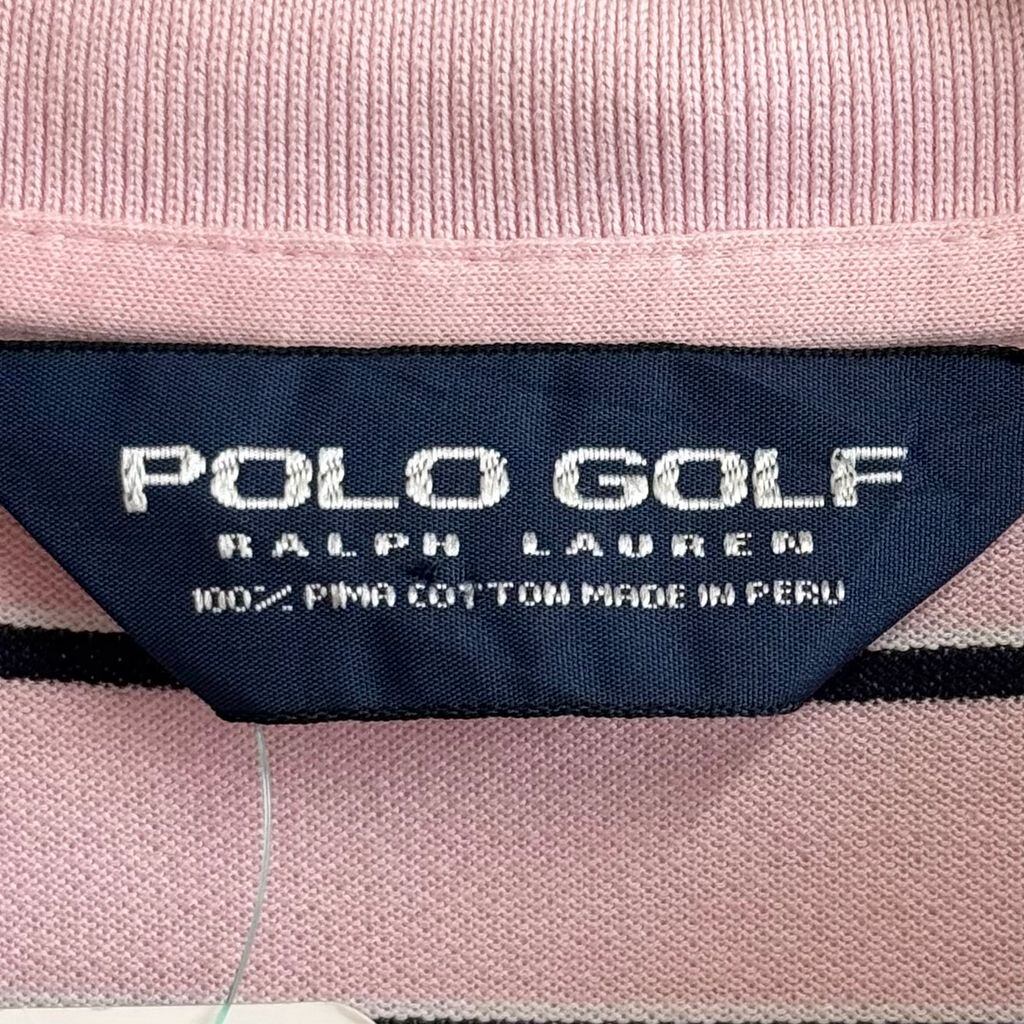 POLO GOLF
RALPH LAUREN
100% PIMA COTTON MADE IN PERU